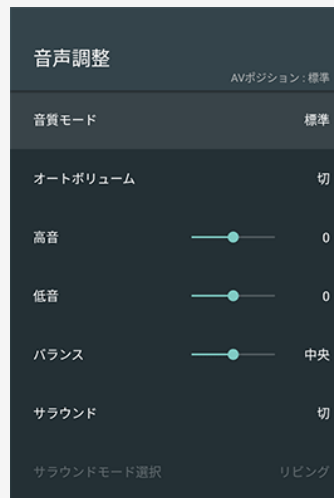 音声調整
AVポジション : 標準
音質モード 標準
オートボリューム 切
高音 0
低音 0
バランス 中央
サラウンド 切
サラウンドモード選択 リビング